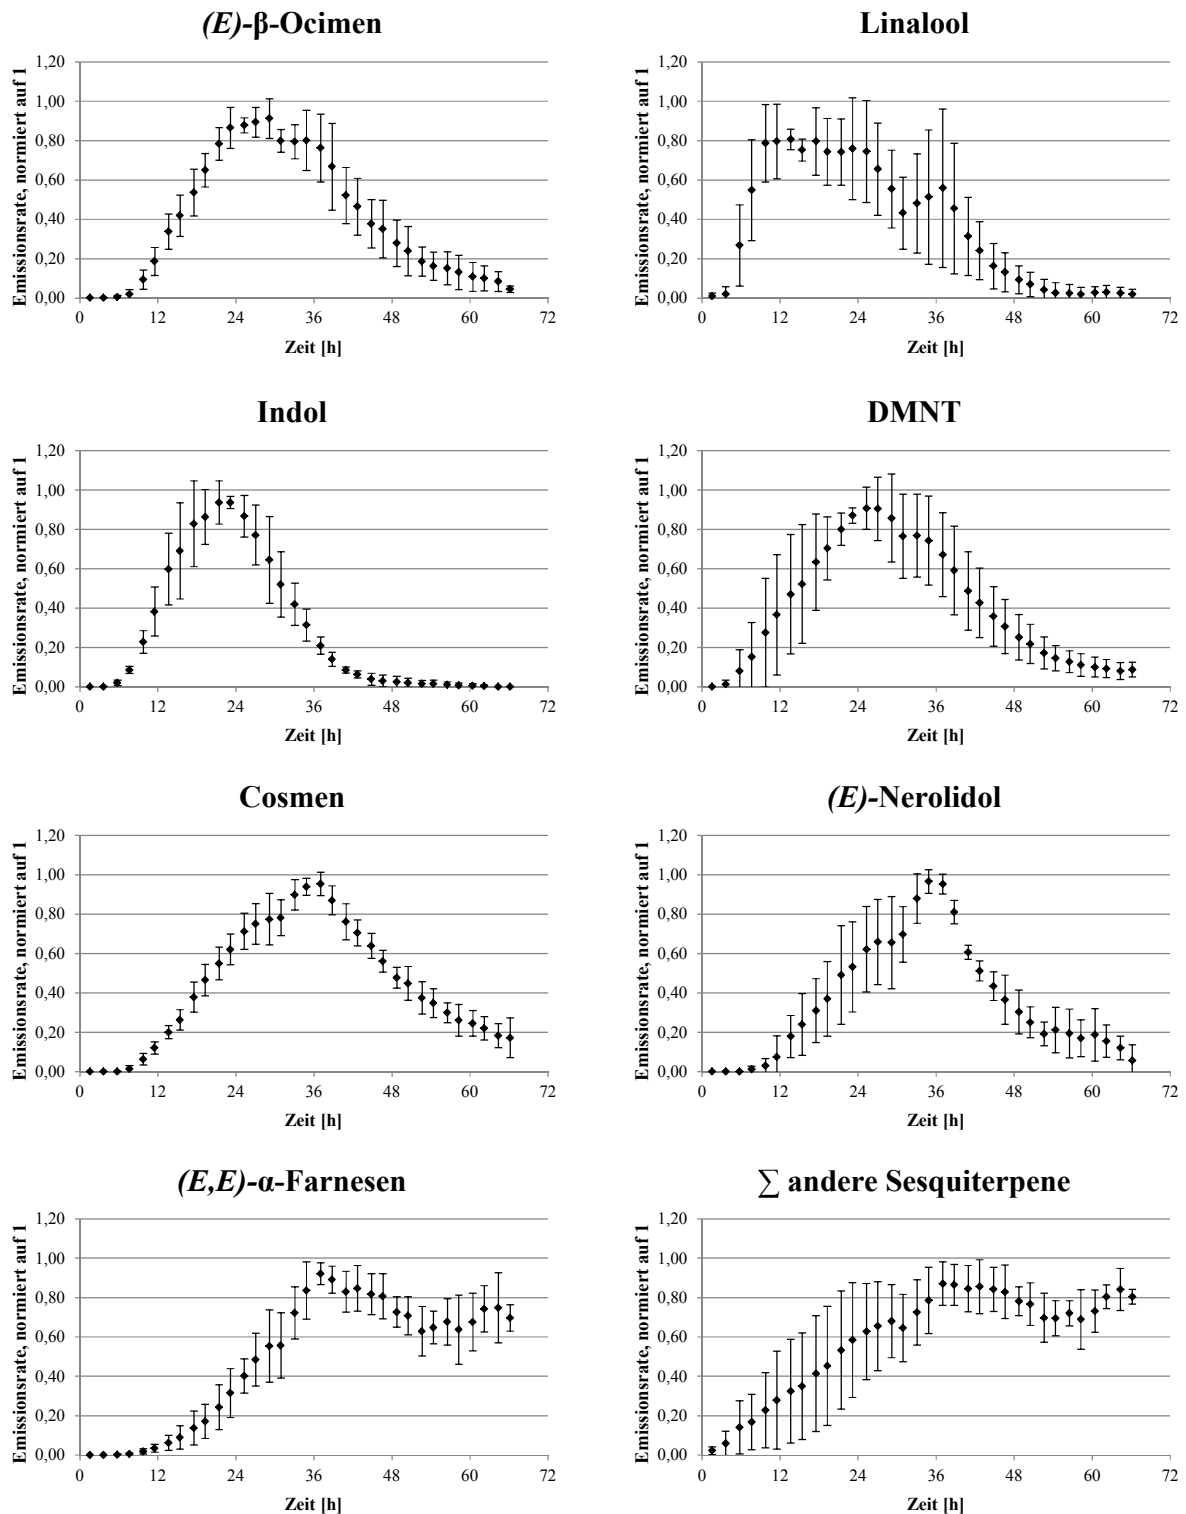 (E)-β-Ocimen
Emissionsrate, normiert auf 1
1,20
1,00
0,80
0,60
0,40
0,20
0,00
0 12 24 36 48 60 72
Zeit [h]
Linalool
Emissionsrate, normiert auf 1
1,20
1,00
0,80
0,60
0,40
0,20
0,00
0 12 24 36 48 60 72
Zeit [h]
Indol
Emissionsrate, normiert auf 1
1,20
1,00
0,80
0,60
0,40
0,20
0,00
0 12 24 36 48 60 72
Zeit [h]
DMNT
Emissionsrate, normiert auf 1
1,20
1,00
0,80
0,60
0,40
0,20
0,00
0 12 24 36 48 60 72
Zeit [h]
Cosmen
Emissionsrate, normiert auf 1
1,20
1,00
0,80
0,60
0,40
0,20
0,00
0 12 24 36 48 60 72
Zeit [h]
(E)-Nerolidol
Emissionsrate, normiert auf 1
1,20
1,00
0,80
0,60
0,40
0,20
0,00
0 12 24 36 48 60 72
Zeit [h]
(E,E)-α-Farnesen
Emissionsrate, normiert auf 1
1,20
1,00
0,80
0,60
0,40
0,20
0,00
0 12 24 36 48 60 72
Zeit [h]
∑ andere Sesquiterpene
Emissionsrate, normiert auf 1
1,20
1,00
0,80
0,60
0,40
0,20
0,00
0 12 24 36 48 60 72
Zeit [h]